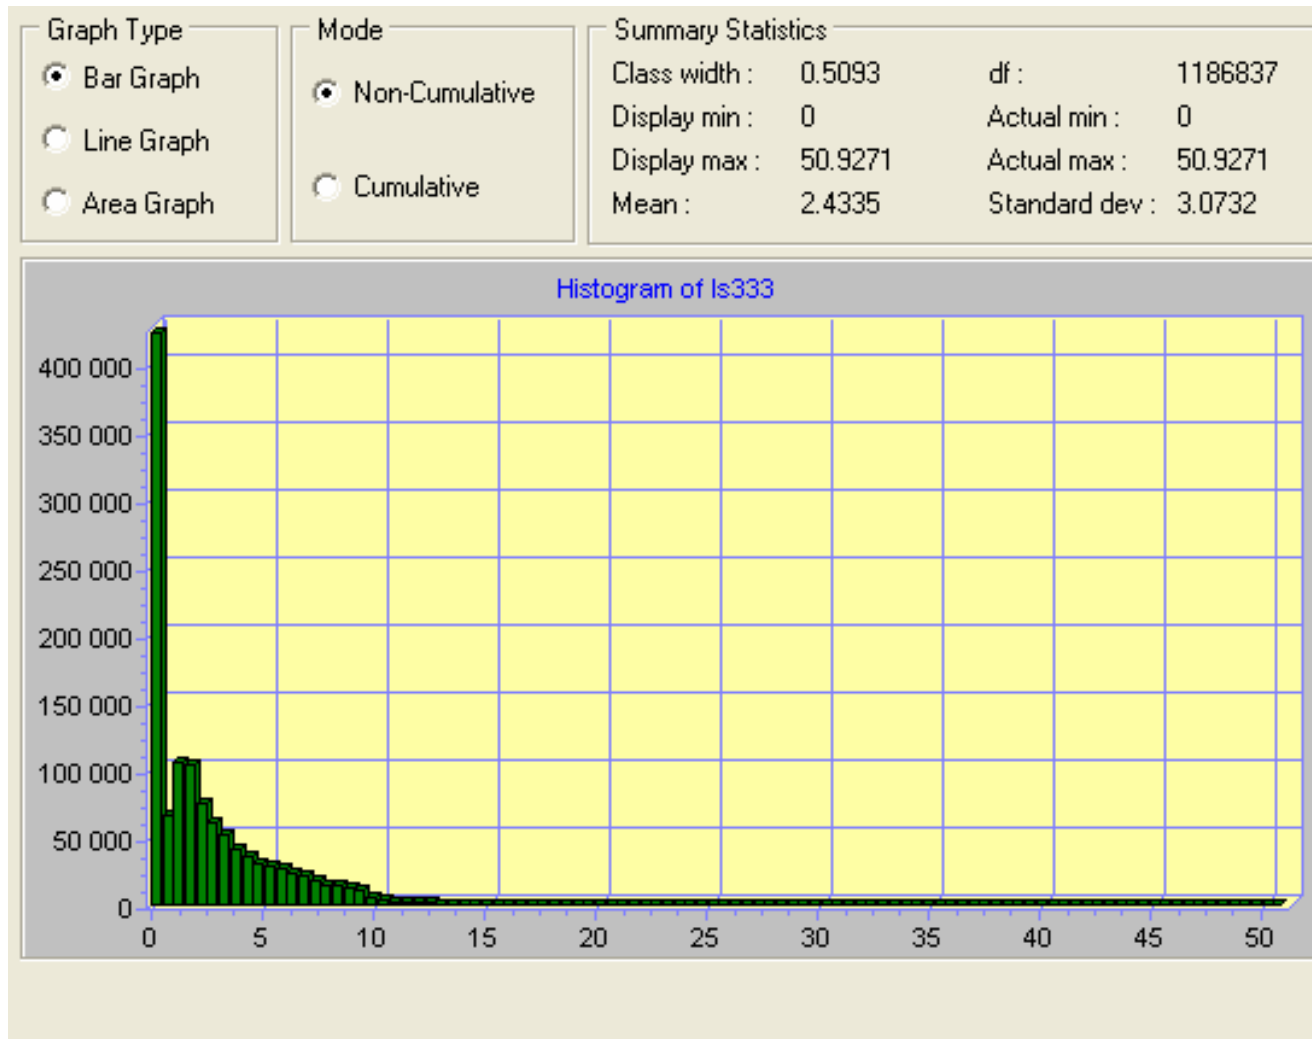 Graph Type
Bar Graph
Line Graph
Area Graph
Mode
Non-Cumulative
Cumulative
Summary Statistics
Class width : 0.5093 df : 1186837
Display min : 0 Actual min : 0
Display max : 50.9271 Actual max : 50.9271
Mean : 2.4335 Standard dev : 3.0732
Histogram of ls333
400 000
350 000
300 000
250 000
200 000
150 000
100 000
50 000
0
0 5 10 15 20 25 30 35 40 45 50